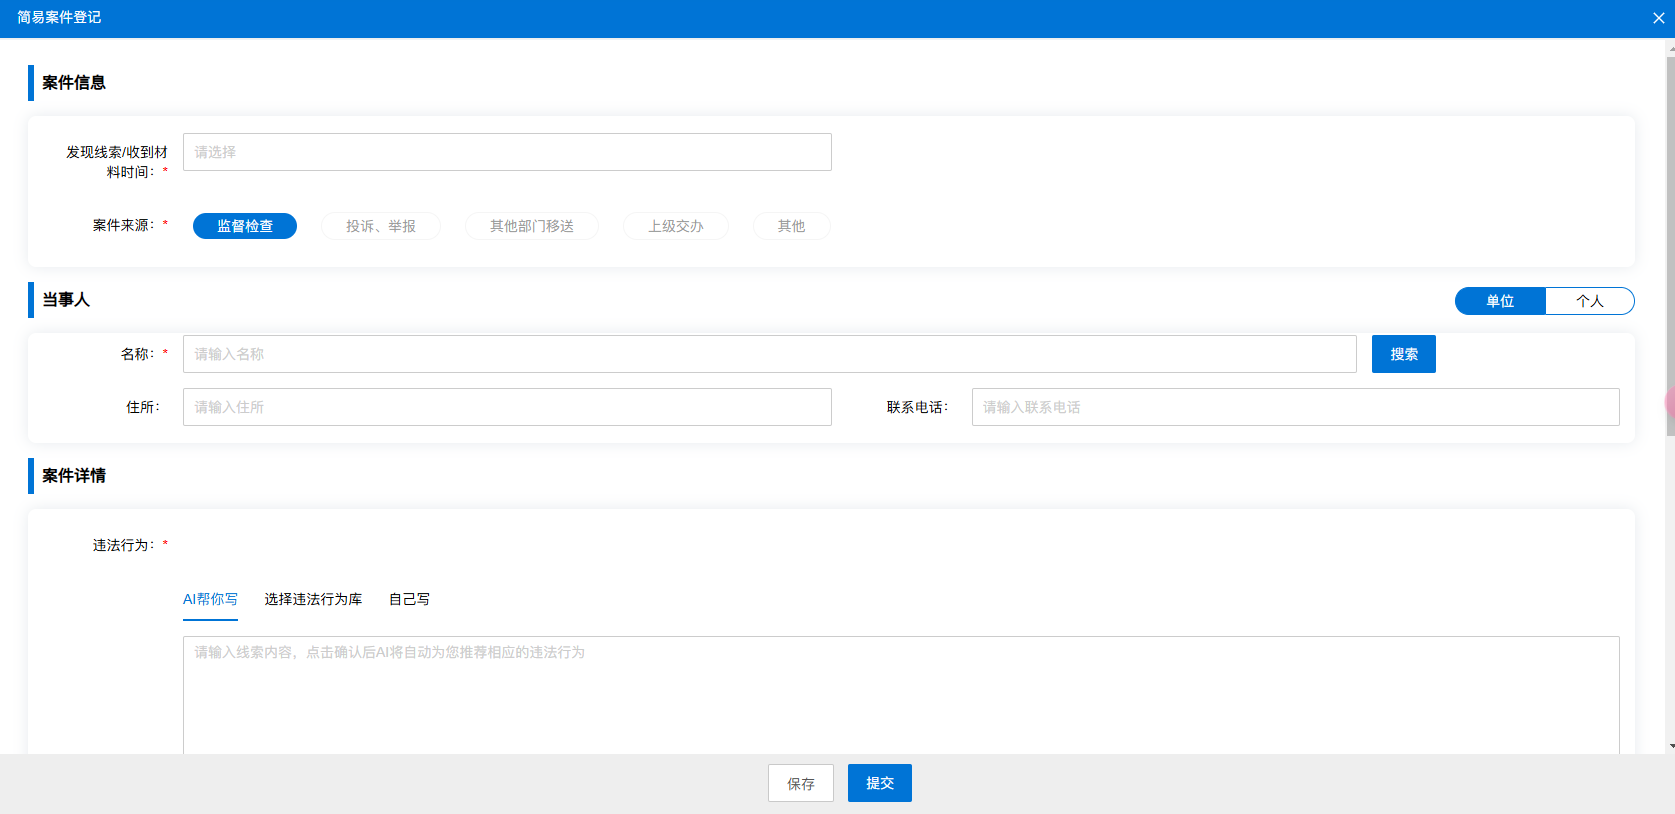 简易案件登记
案件信息
发现线索/收到材
料时间：*
请选择
案件来源：*
监督检查
投诉、举报
其他部门移送
上级交办
其他
当事人
单位
个人
名称：*
请输入名称
搜索
住所：
请输入住所
联系电话：
请输入联系电话
案件详情
违法行为：*
AI帮你写
选择违法行为库
自己写
请输入线索内容，点击确认后AI将自动为您推荐相应的违法行为
保存
提交